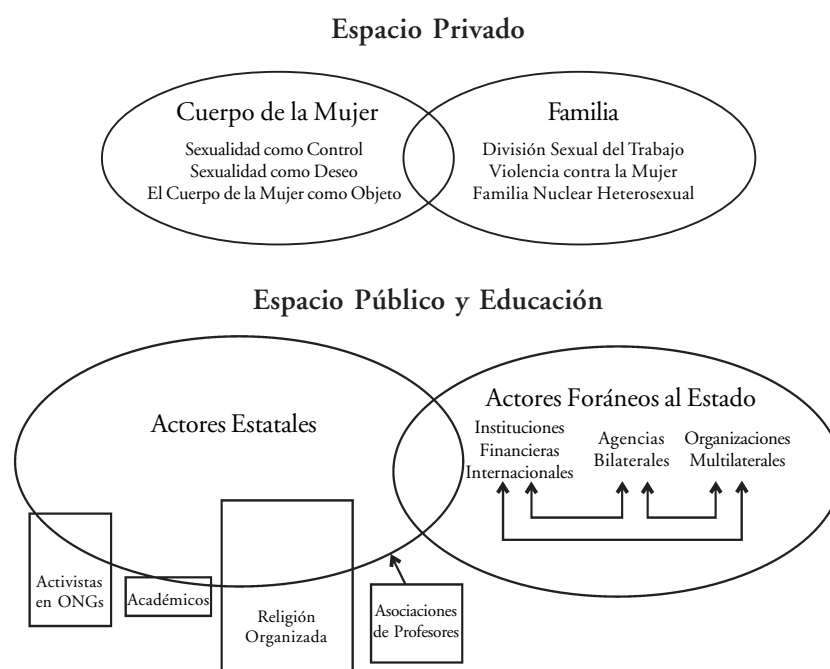 Espacio Privado
Cuerpo de la Mujer
Sexualidad como Control
Sexualidad como Deseo
El Cuerpo de la Mujer como Objeto
Familia
División Sexual del Trabajo
Violencia contra la Mujer
Familia Nuclear Heterosexual
Espacio Público y Educación
Actores Estatales
Actores Foráneos al Estado
Instituciones
Financieras
Internacionales
Agencias
Bilaterales
Organizaciones
Multilaterales
Activistas
en ONGs
Académicos
Religión
Organizada
Asociaciones
de Profesores